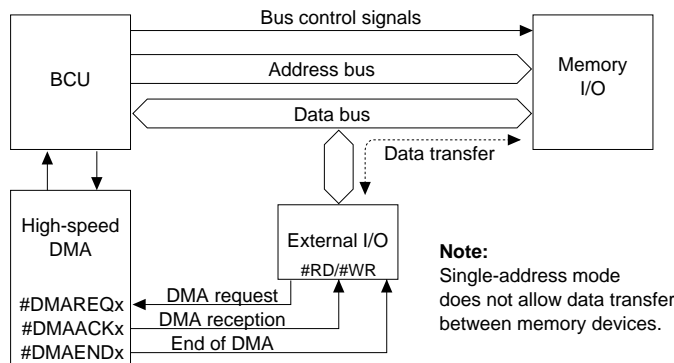 Bus control signals
BCU
Address bus
Memory
I/O
Data bus
Data transfer
High-speed
DMA
External I/O
#RD/#WR
#DMAREQx
DMA request
#DMAACKx
DMA reception
#DMAENDx
End of DMA
Note:
Single-address mode
does not allow data transfer
between memory devices.